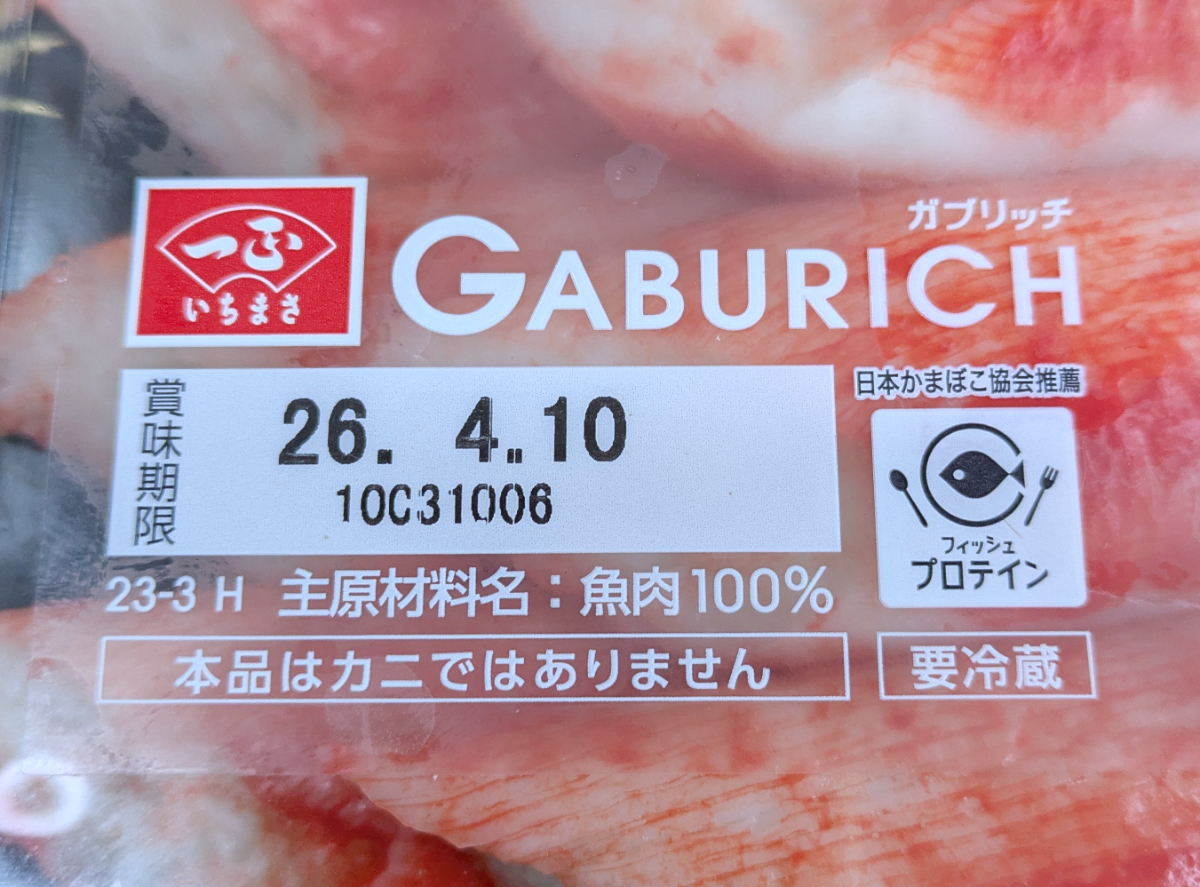 一正
いちまさ
ガブリッチ
GABURICH
賞味期限
26. 4.10
10C31006
日本かまぼこ協会推薦
フィッシュ
プロテイン
23-3 H 主原材料名：魚肉100%
本品はカニではありません
要冷蔵